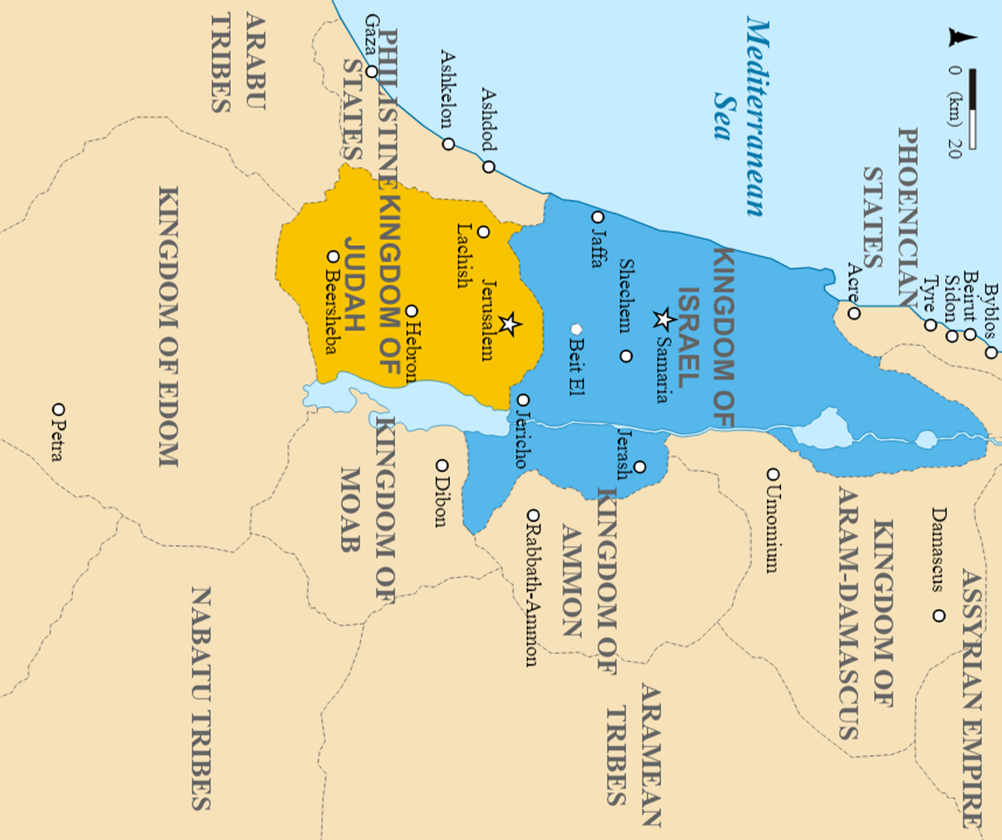 0 (km) 20
Mediterranean
Sea
PHOENICIAN
STATES
Byblos
Beirut
Sidon
Tyre
Acre
ASSYRIAN EMPIRE
Damascus
KINGDOM OF
ARAM-DAMASCUS
Umomium
KINGDOM OF
ISRAEL
Samaria
Shechem
Jaffa
Beit El
Jerash
Jericho
ARAMEAN
TRIBES
KINGDOM OF
AMMON
Rabbath-Ammon
Ashdod
Ashkelon
Gaza
PHILISTINE
STATES
Lachish
Jerusalem
Hebron
KINGDOM OF
JUDAH
Beersheba
Dibon
KINGDOM OF
MOAB
ARABU
TRIBES
NABATU TRIBES
KINGDOM OF EDOM
Petra